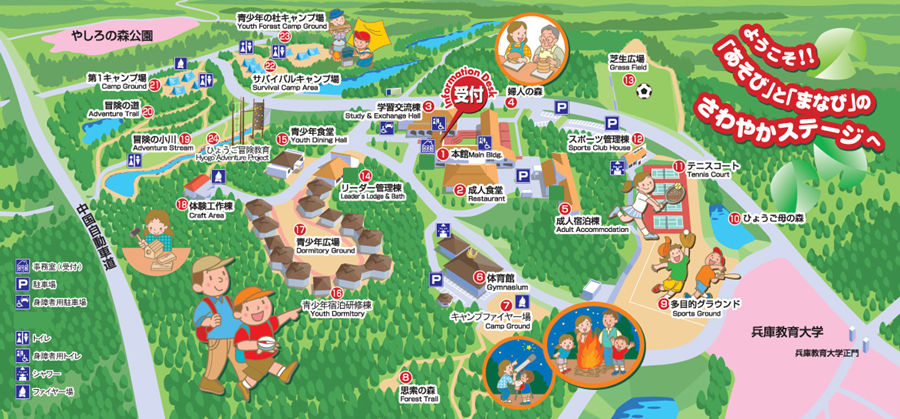 やしろの森公園
青少年の杜キャンプ場
Youth Forest Camp Ground
23
22
サバイバルキャンプ場
Survival Camp Area
第1キャンプ場
Camp Ground
21
冒険の道 20
Adventure Trail
冒険の小川 19
Adventure Stream
24
ひょうご冒険教育
Hyogo Adventure Project
青少年食堂
15 Youth Dining Hall
学習交流棟 3
Study & Exchange Hall
Information Desk
受付
4 婦人の森
芝生広場
Grass Field
13
ようこそ!!
「あそび」と「まなび」の
さわやかステージへ
1 本館 Main Bldg.
スポーツ管理棟 12
Sports Club House
11 テニスコート
Tennis Court
14
リーダー管理棟
Leader's Lodge & Bath
2 成人食堂
Restaurant
5
成人宿泊棟
Adult Accommodation
10 ひょうご母の森
18 体験工作棟
Craft Area
17
青少年広場
Dormitory Ground
16
青少年宿泊研修棟
Youth Dormitory
6 体育館
Gymnasium
7
キャンプファイヤー場
Camp Ground
9 多目的グラウンド
Sports Ground
8
思索の森
Forest Trail
中国自動車道
兵庫教育大学
兵庫教育大学正門
事務室(受付)
P 駐車場
身障者用駐車場
トイレ
身障者用トイレ
シャワー
ファイヤー場